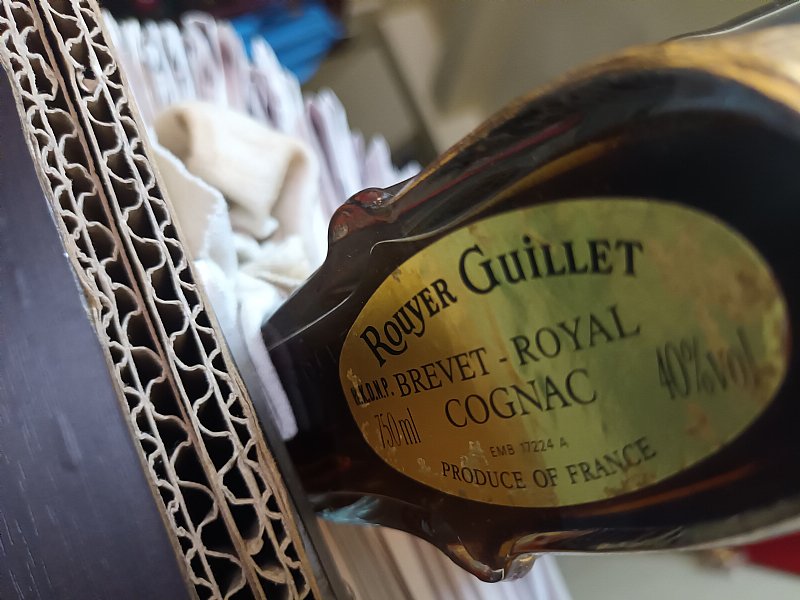 ROUYER GUILLET
BREVET - ROYAL
COGNAC
750ml
40%vol
EMB 17224 A
PRODUCE OF FRANCE